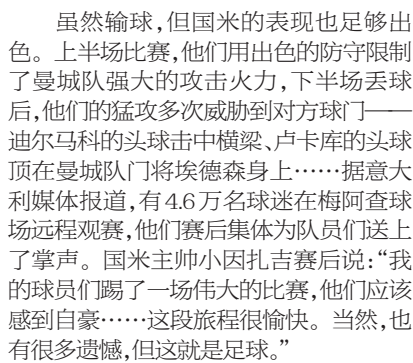 虽然输球，但国米的表现也足够出
色。上半场比赛，他们用出色的防守限制
了曼城队强大的攻击火力，下半场丢球
后，他们的猛攻多次威胁到对方球门——
迪尔马科的头球击中横梁、卢卡库的头球
顶在曼城队门将埃德森身上……据意大
利媒体报道，有4.6万名球迷在梅阿查球
场远程观赛，他们赛后集体为队员们送上
了掌声。国米主帅小因扎吉赛后说：“我
的球员们踢了一场伟大的比赛，他们应该
感到自豪……这段旅程很愉快。当然，也
有很多遗憾，但这就是足球。”